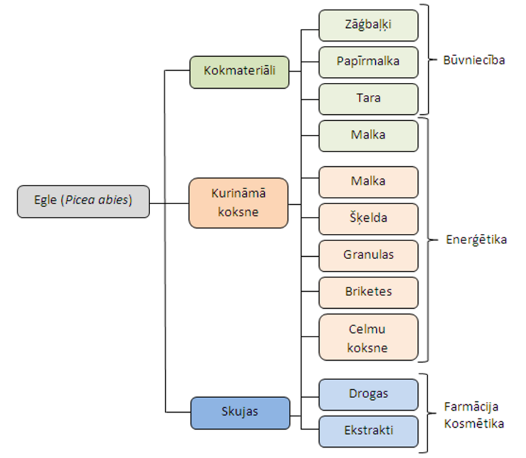 Egle (Picea abies)
Kokmateriāli
Kurināmā
koksne
Skujas
Zāģbaļķi
Papīrmalka
Tara
Malka
Malka
Šķelda
Granulas
Briketes
Celmu
koksne
Drogas
Ekstrakti
Būvniecība
Enerģētika
Farmācija
Kosmētika